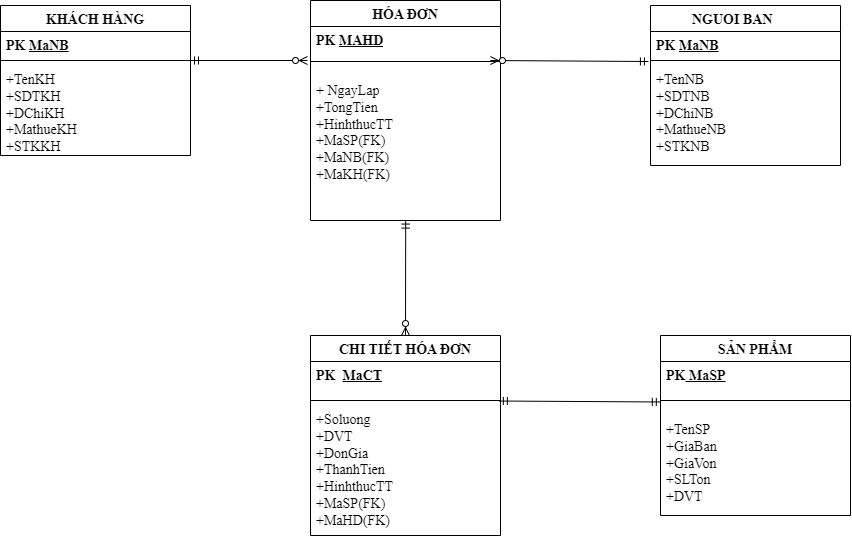 KHÁCH HÀNG
PK MaNB
+TenKH
+SDTKH
+DChiKH
+MathueKH
+STKKH
HÓA ĐƠN
PK MAHD
+ NgayLap
+TongTien
+HinhthucTT
+MaSP(FK)
+MaNB(FK)
+MaKH(FK)
NGUOI BAN
PK MaNB
+TenNB
+SDTNB
+DChiNB
+MathueNB
+STKNB
CHI TIẾT HÓA ĐƠN
PK MaCT
+Soluong
+DVT
+DonGia
+ThanhTien
+HinhthucTT
+MaSP(FK)
+MaHD(FK)
SẢN PHẨM
PK MaSP
+TenSP
+GiaBan
+GiaVon
+SLTon
+DVT